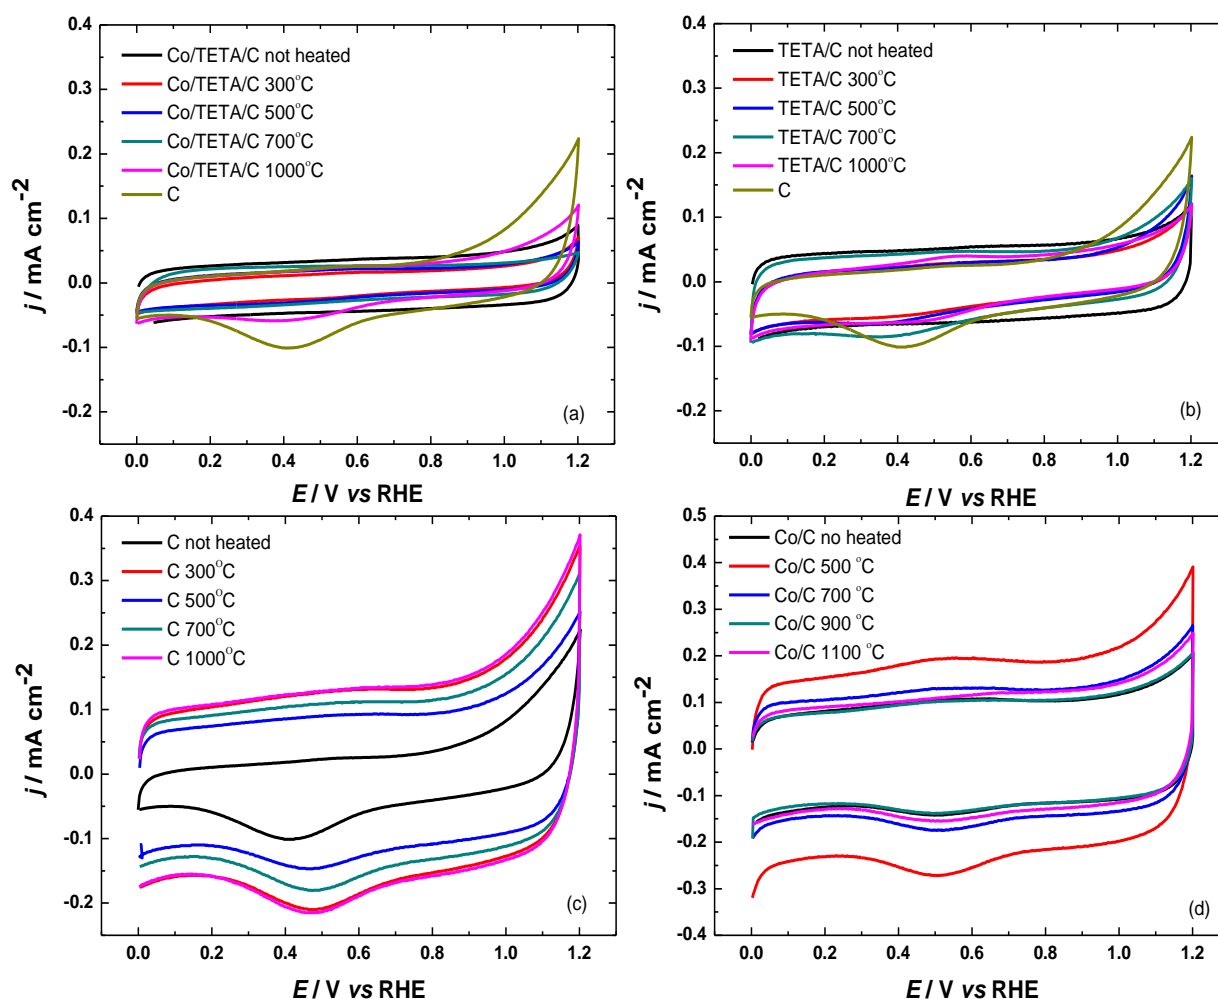 0.4
0.3
0.2
0.1
0.0
-0.1
-0.2
j / mA cm-2
Co/TETA/C not heated
Co/TETA/C 300°C
Co/TETA/C 500°C
Co/TETA/C 700°C
Co/TETA/C 1000°C
C
(a)
0.0 0.2 0.4 0.6 0.8 1.0 1.2
E / V vs RHE
0.4
0.3
0.2
0.1
0.0
-0.1
-0.2
j / mA cm-2
TETA/C not heated
TETA/C 300°C
TETA/C 500°C
TETA/C 700°C
TETA/C 1000°C
C
(b)
0.0 0.2 0.4 0.6 0.8 1.0 1.2
E / V vs RHE
0.4
0.3
0.2
0.1
0.0
-0.1
-0.2
j / mA cm-2
C not heated
C 300°C
C 500°C
C 700°C
C 1000°C
(c)
0.0 0.2 0.4 0.6 0.8 1.0 1.2
E / V vs RHE
0.5
0.4
0.3
0.2
0.1
0.0
-0.1
-0.2
-0.3
-0.4
j / mA cm-2
Co/C no heated
Co/C 500 °C
Co/C 700 °C
Co/C 900 °C
Co/C 1100 °C
(d)
0.0 0.2 0.4 0.6 0.8 1.0 1.2
E / V vs RHE